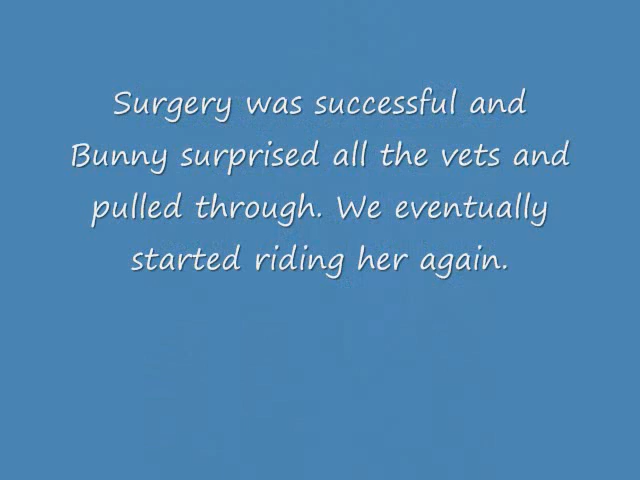 Surgery was successful and
Bunny surprised all the vets and
pulled through. We eventually
started riding her again.